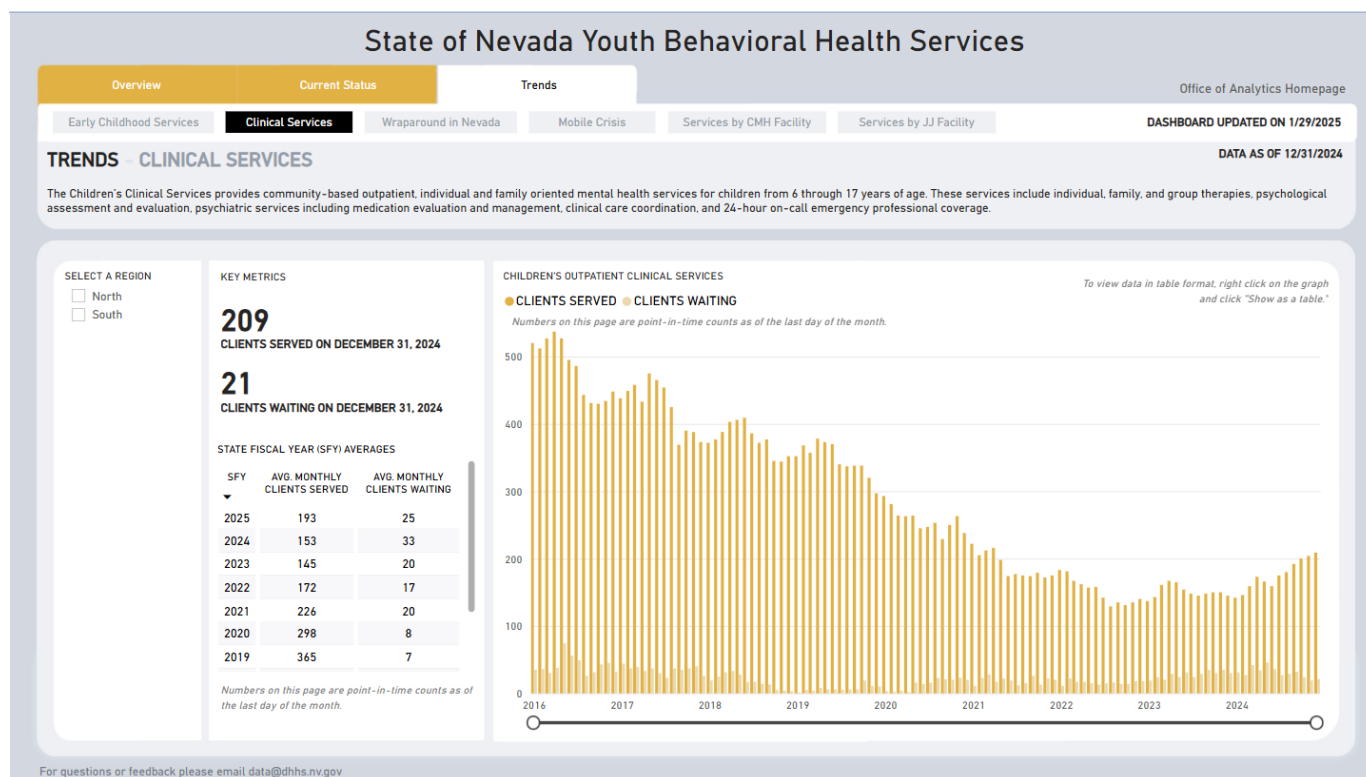 State of Nevada Youth Behavioral Health Services
Overview
Current Status
Trends
Office of Analytics Homepage
Early Childhood Services
Clinical Services
Wraparound in Nevada
Mobile Crisis
Services by CMH Facility
Services by JJ Facility
DASHBOARD UPDATED ON 1/29/2025
TRENDS - CLINICAL SERVICES
DATA AS OF 12/31/2024
The Children's Clinical Services provides community-based outpatient, individual and family oriented mental health services for children from 6 through 17 years of age. These services include individual, family, and group therapies, psychological
assessment and evaluation, psychiatric services including medication evaluation and management, clinical care coordination, and 24-hour on-call emergency professional coverage.
SELECT A REGION
North
South
KEY METRICS
209
CLIENTS SERVED ON DECEMBER 31, 2024
21
CLIENTS WAITING ON DECEMBER 31, 2024
STATE FISCAL YEAR (SFY) AVERAGES
SFY AVG. MONTHLY CLIENTS SERVED AVG. MONTHLY CLIENTS WAITING
2025 193 25
2024 153 33
2023 145 20
2022 172 17
2021 226 20
2020 298 8
2019 365 7
Numbers on this page are point-in-time counts as of
the last day of the month.
CHILDREN'S OUTPATIENT CLINICAL SERVICES
CLIENTS SERVED CLIENTS WAITING
To view data in table format, right click on the graph
and click "Show as a table."
Numbers on this page are point-in-time counts as of the last day of the month.
500
400
300
200
100
0
2016 2017 2018 2019 2020 2021 2022 2023 2024
For questions or feedback please email data@dhhs.nv.gov